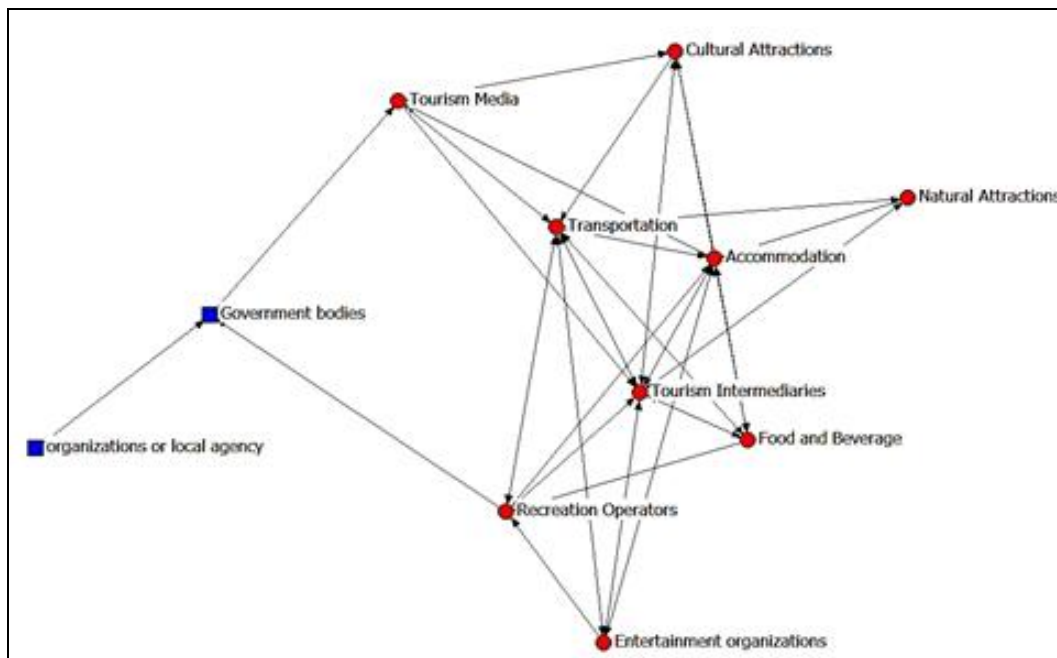 Cultural Attractions
Tourism Media
Natural Attractions
Transportation
Accommodation
Government bodies
Tourism Intermediaries
Food and Beverage
organizations or local agency
Recreation Operators
Entertainment organizations